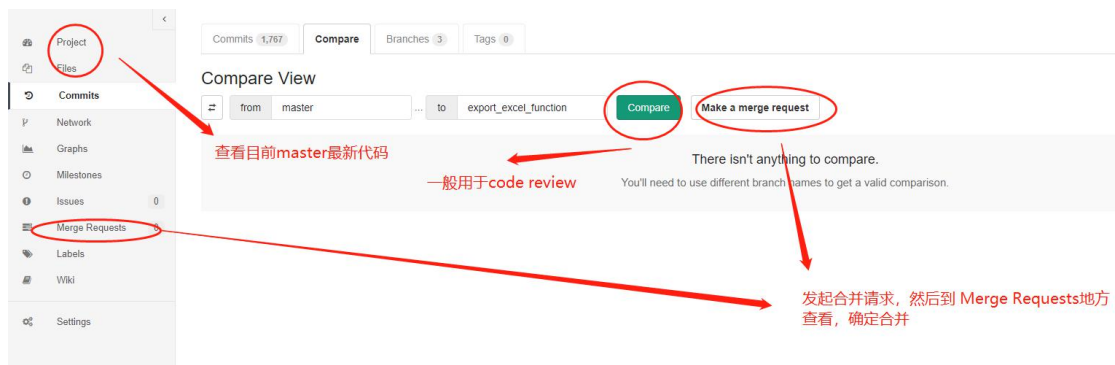 Project
Files
Commits
Network
Graphs
Milestones
Issues 0
Merge Requests 0
Labels
Wiki
Settings
Commits 1,767 Compare Branches 3 Tags 0
Compare View
from master ... to export_excel_function Compare Make a merge request
There isn't anything to compare.
You'll need to use different branch names to get a valid comparison.
查看目前master最新代码
一般用于code review
发起合并请求，然后到 Merge Requests地方
查看，确定合并